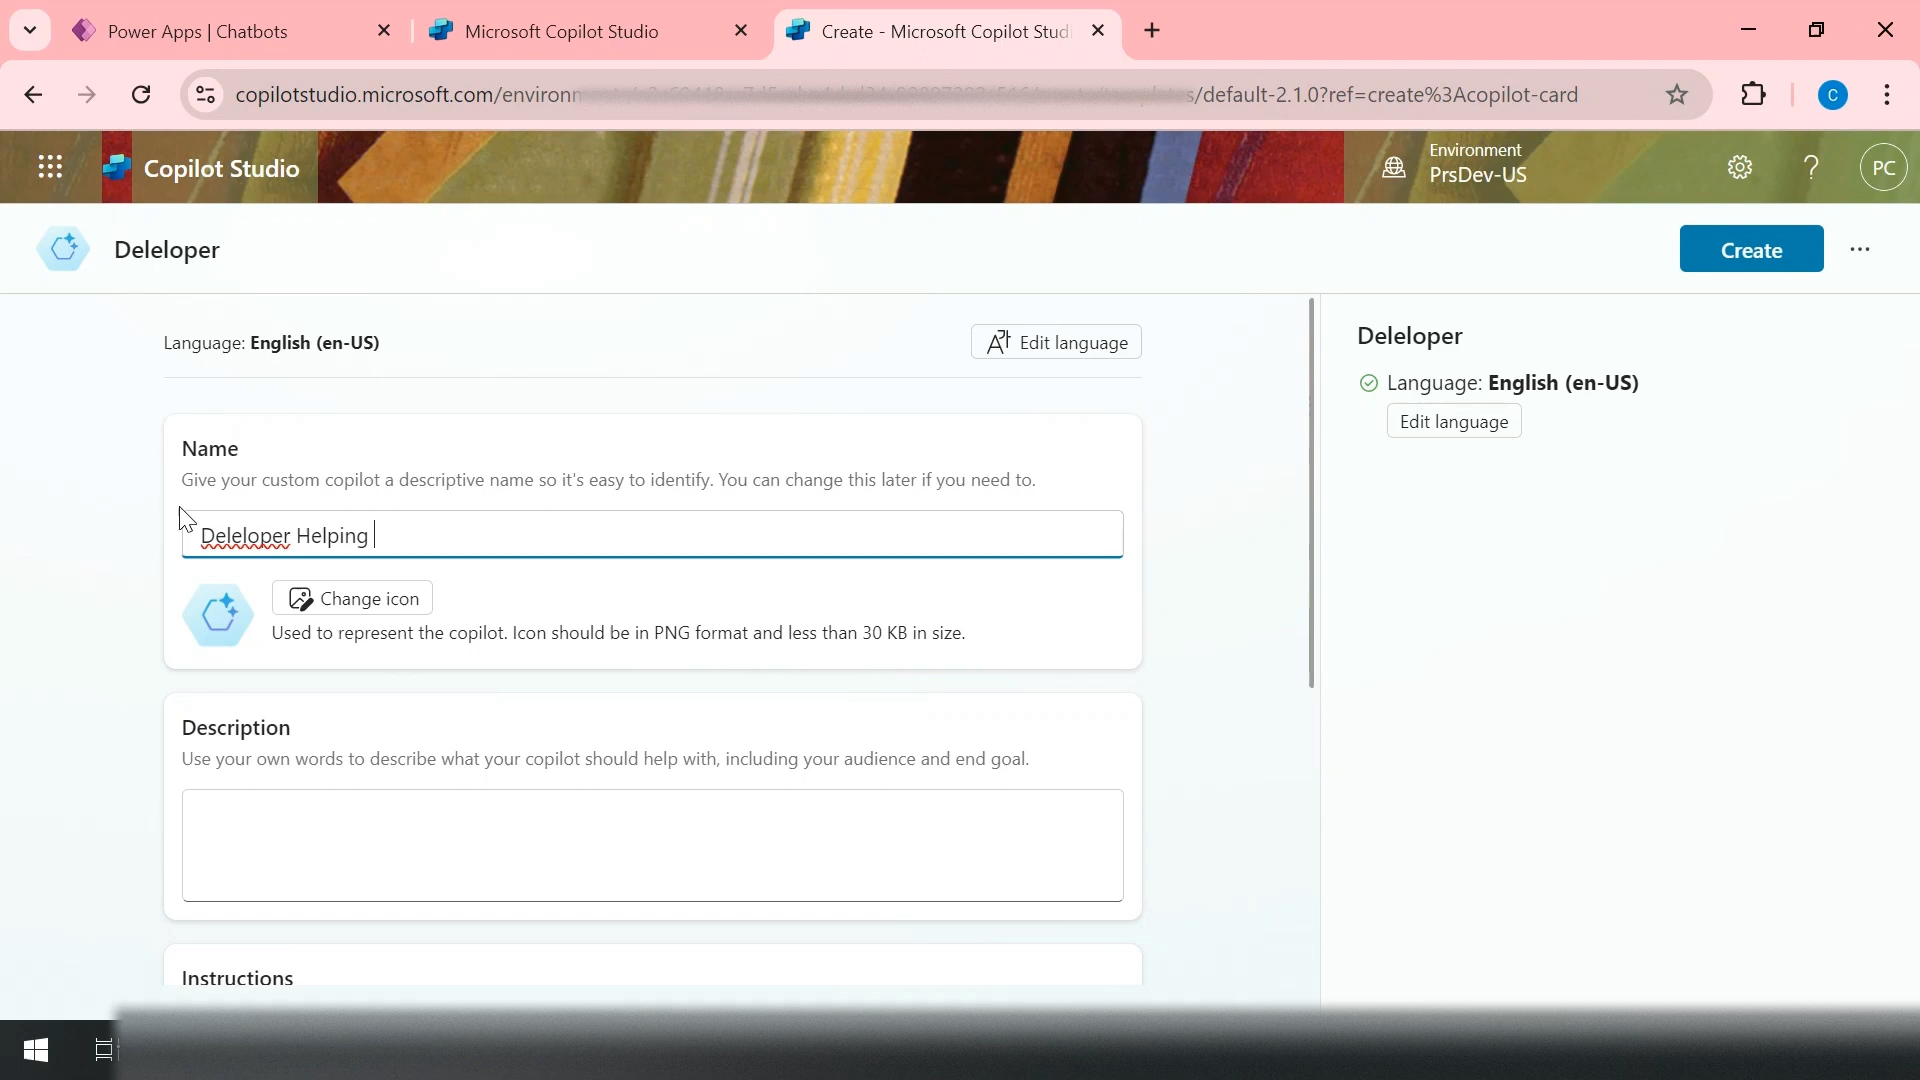 Power Apps | Chatbots
Microsoft Copilot Studio
Create - Microsoft Copilot Stud
copilotstudio.microsoft.com/environ
s/default-2.1.0?ref=create%3Acopilot-card
C
Copilot Studio
Environment
PrsDev-US
?
PC
Deleloper
Create
Language: English (en-US)
Edit language
Name
Give your custom copilot a descriptive name so it's easy to identify. You can change this later if you need to.
Deleloper Helping
Change icon
Used to represent the copilot. Icon should be in PNG format and less than 30 KB in size.
Description
Use your own words to describe what your copilot should help with, including your audience and end goal.
Instructions
Deleloper
Language: English (en-US)
Edit language